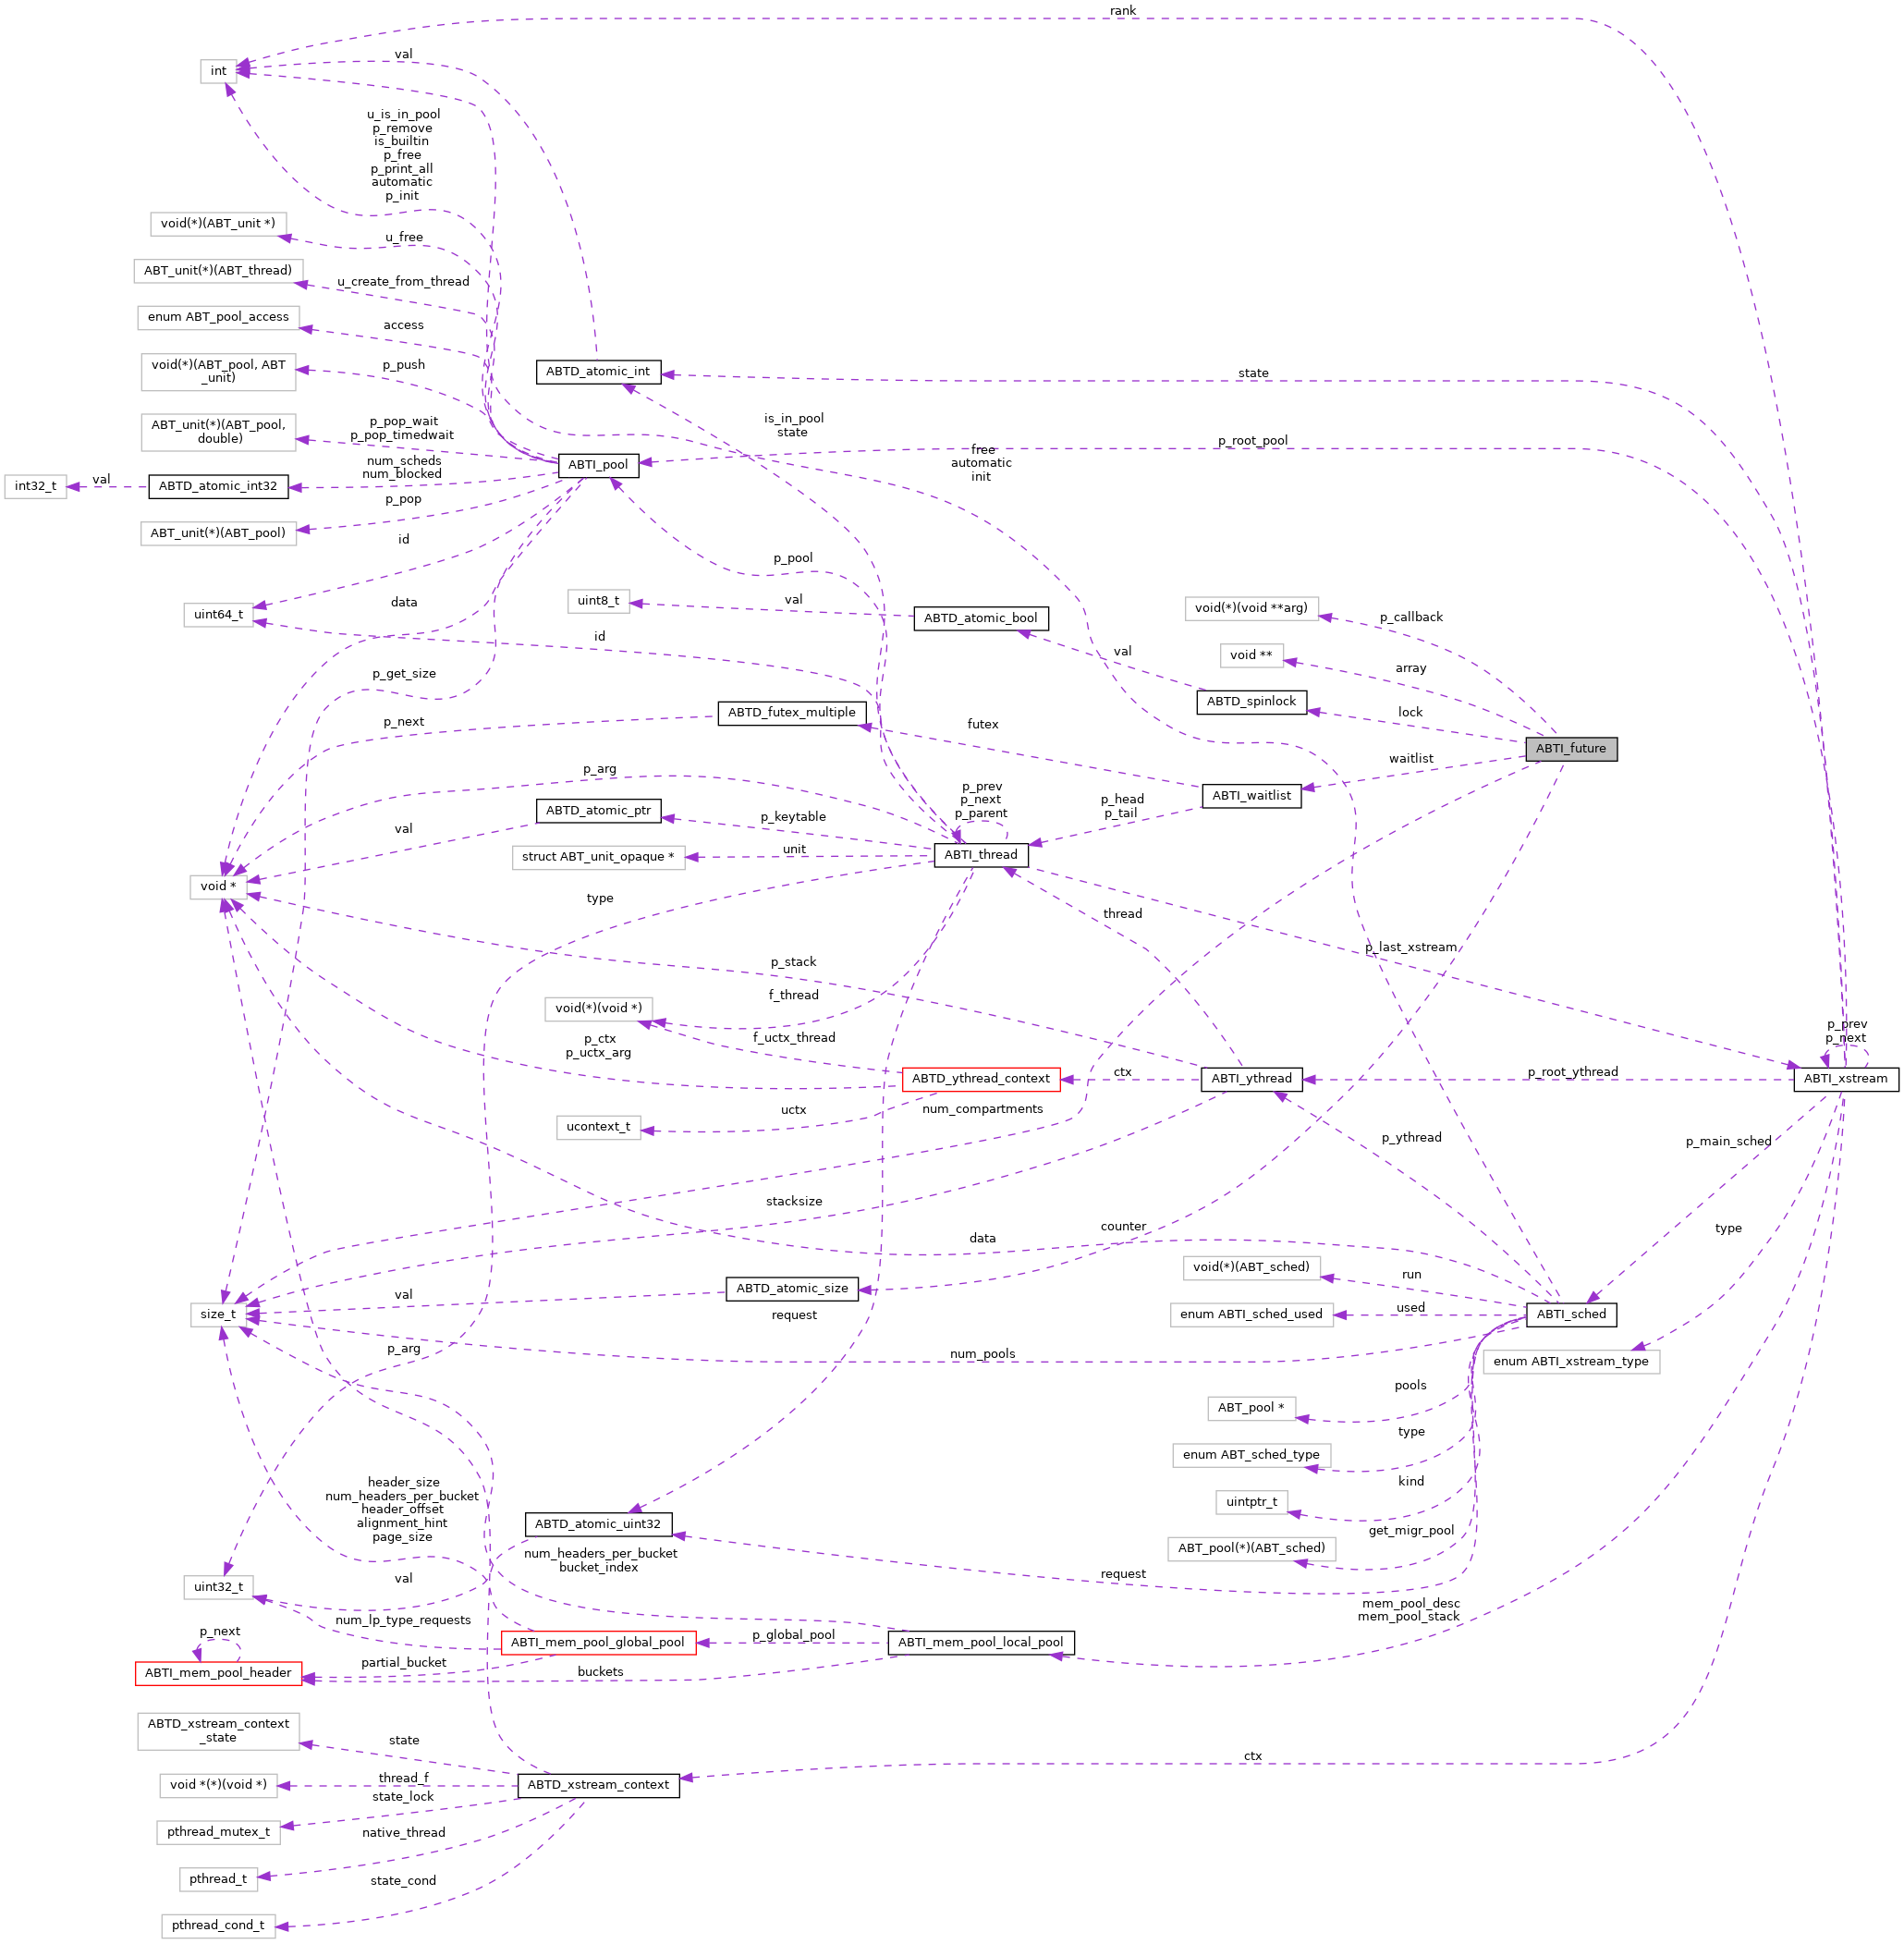 rank
val
int
u_is_in_pool
p_remove
is_builtin
p_free
p_print_all
automatic
p_init
void(*)(ABT_unit *)
u_free
ABT_unit(*)(ABT_thread)
u_create_from_thread
enum ABT_pool_access
access
void(*)(ABT_pool, ABT
_unit)
p_push
ABTD_atomic_int
state
ABT_unit(*)(ABT_pool,
double)
p_pop_wait
p_pop_timedwait
is_in_pool
state
p_root_pool
free
automatic
init
ABTI_pool
num_scheds
num_blocked
int32_t
val
ABTD_atomic_int32
p_pop
ABT_unit(*)(ABT_pool)
id
p_pool
uint64_t
data
uint8_t
val
ABTD_atomic_bool
void(*)(void **arg)
p_callback
id
val
void **
array
p_get_size
ABTD_spinlock
lock
p_next
ABTD_futex_multiple
futex
ABTI_future
waitlist
p_arg
p_prev
p_next
p_parent
p_head
p_tail
ABTI_waitlist
ABTD_atomic_ptr
p_keytable
val
struct ABT_unit_opaque *
unit
ABTI_thread
void *
type
thread
p_last_xstream
p_stack
f_thread
void(*)(void *)
p_ctx
p_uctx_arg
f_uctx_thread
p_prev
p_next
ABTD_ythread_context
ctx
ABTI_ythread
p_root_ythread
ABTI_xstream
uctx
num_compartments
ucontext_t
p_ythread
p_main_sched
stacksize
counter
type
data
void(*)(ABT_sched)
run
ABTD_atomic_size
val
size_t
request
enum ABTI_sched_used
used
ABTI_sched
p_arg
num_pools
enum ABTI_xstream_type
pools
ABT_pool *
type
enum ABT_sched_type
header_size
num_headers_per_bucket
header_offset
alignment_hint
page_size
kind
uintptr_t
ABTD_atomic_uint32
get_migr_pool
ABT_pool(*)(ABT_sched)
num_headers_per_bucket
bucket_index
request
uint32_t
val
mem_pool_desc
mem_pool_stack
num_lp_type_requests
p_next
ABTI_mem_pool_global_pool
p_global_pool
ABTI_mem_pool_local_pool
partial_bucket
ABTI_mem_pool_header
buckets
ABTD_xstream_context
_state
state
ctx
void *(*)(void *)
thread_f
ABTD_xstream_context
state_lock
pthread_mutex_t
native_thread
pthread_t
state_cond
pthread_cond_t